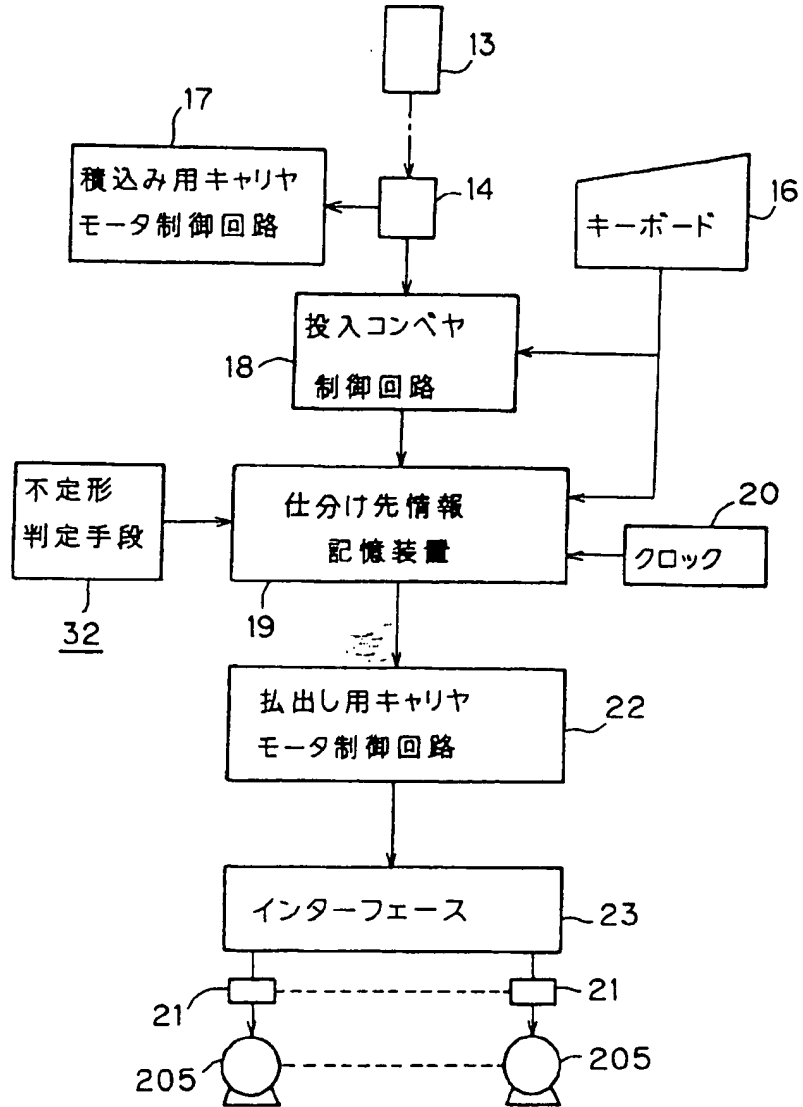 13
17
積込み用キャリヤ
モータ制御回路
14
16
キーボード
投入コンベヤ
制御回路
18
不定形
判定手段
32
仕分け先情報
記憶装置
19
20
クロック
払出し用キャリヤ
モータ制御回路
22
インターフェース
23
21
21
205
205